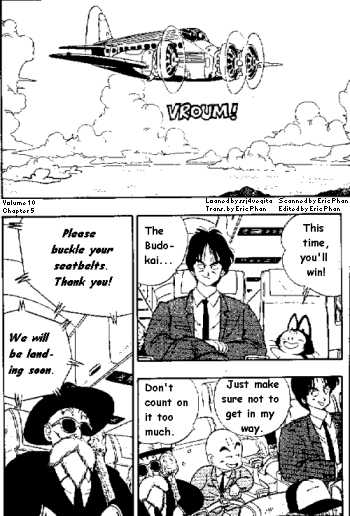 VROUM!
Volume 10
Chapter 5
Loaned by ssj4vegita Scanned by Eric Phan
Trans. by Eric Phan Edited by Eric Phan
Please
buckle your
seatbelts.
Thank you!
We will
be land-
ing soon.
The
Budo-
kai...
This
time,
you'll
win!
Don't
count on
it too
much.
Just make
sure not to
get in my
way.